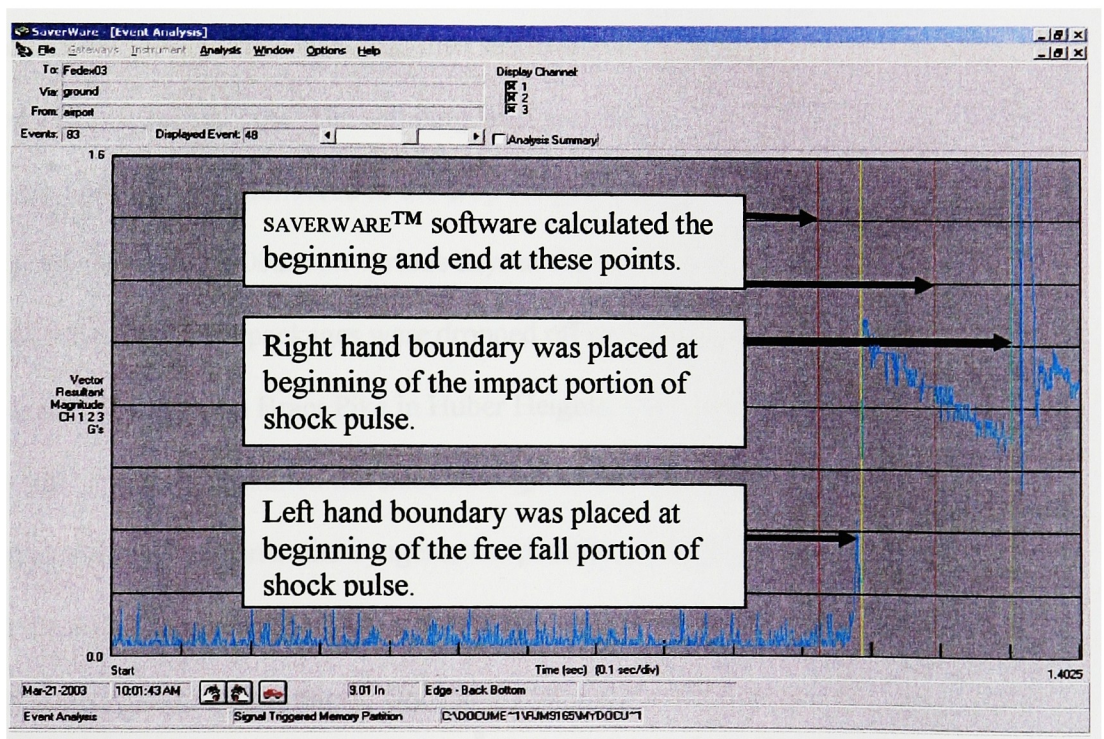 SaverWare - [Event Analysis]
File Gateways Instrument Analysis Window Options Help
To: Fedex03
Via: ground
From: airport
Display Channel:
1
2
3
Events: 83 Displayed Event: 48
Analysis Summary
1.5
SAVERWARE™ software calculated the
beginning and end at these points.
Right hand boundary was placed at
beginning of the impact portion of
shock pulse.
Vector
Resultant
Magnitude
CH 1 2 3
G's
Left hand boundary was placed at
beginning of the free fall portion of
shock pulse.
0.0
Start
Time (sec) (0.1 sec/div)
1.4025
Mar-21-2003 10:01:43 AM 9.01 In Edge - Back Bottom
Event Analysis Signal Triggered Memory Partition C:\DOCUME~1\RJM9165\MYDOCU~1